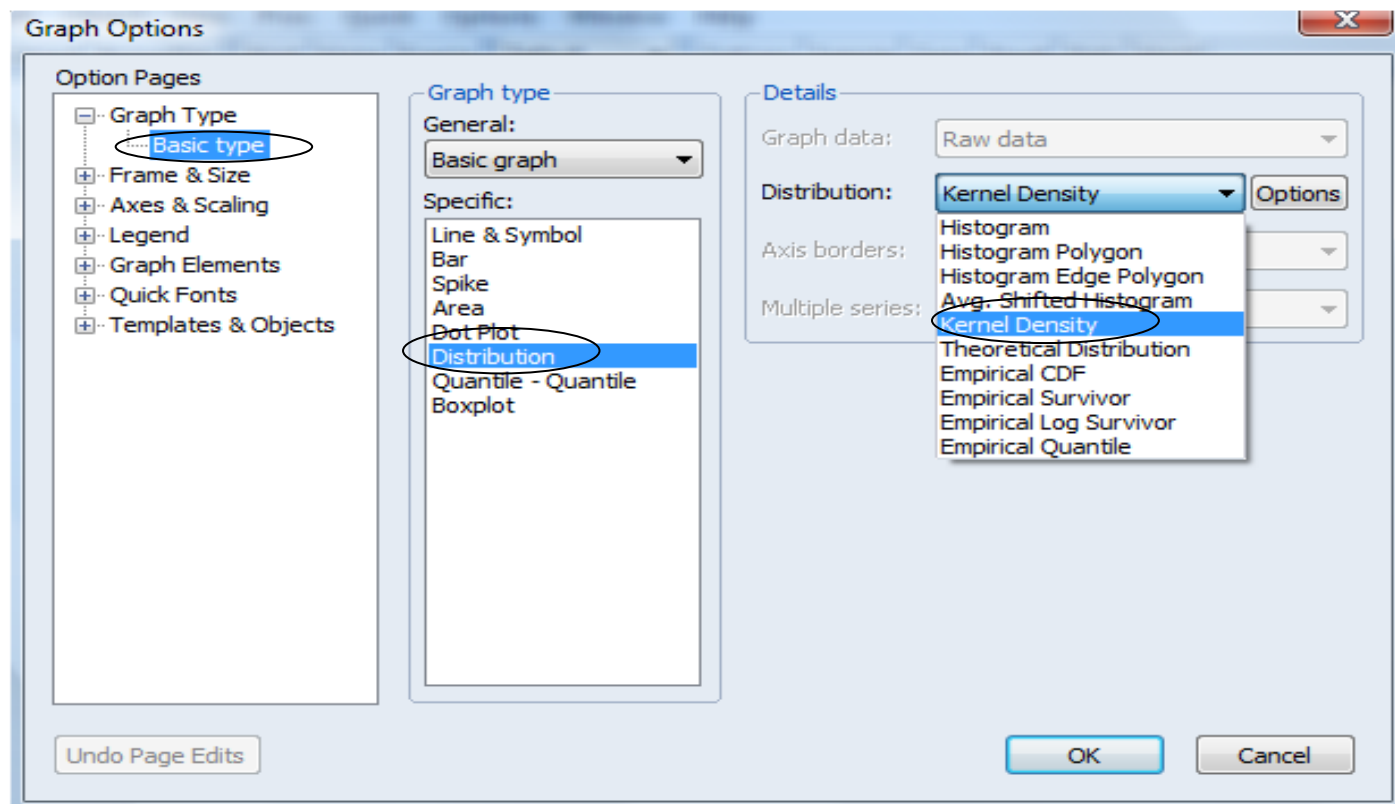 Graph Options
Option Pages
Graph Type
Basic type
Frame & Size
Axes & Scaling
Legend
Graph Elements
Quick Fonts
Templates & Objects
Graph type
General:
Basic graph
Specific:
Line & Symbol
Bar
Spike
Area
Dot Plot
Distribution
Quantile - Quantile
Boxplot
Details
Graph data: Raw data
Distribution: Kernel Density Options
Axis borders:
Multiple series:
Histogram
Histogram Polygon
Histogram Edge Polygon
Avg. Shifted Histogram
Kernel Density
Theoretical Distribution
Empirical CDF
Empirical Survivor
Empirical Log Survivor
Empirical Quantile
Undo Page Edits
OK
Cancel